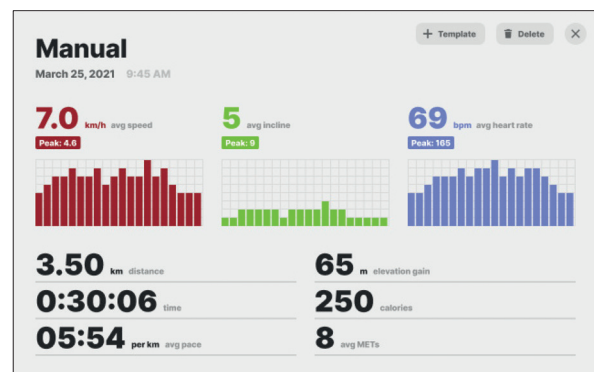 + Template Delete ×
Manual
March 25, 2021 9:45 AM
7.0 km/h avg speed
Peak: 4.6
5 avg incline
Peak: 9
69 bpm avg heart rate
Peak: 165
3.50 km distance
65 m elevation gain
0:30:06 time
250 calories
05:54 per km avg pace
8 avg METs